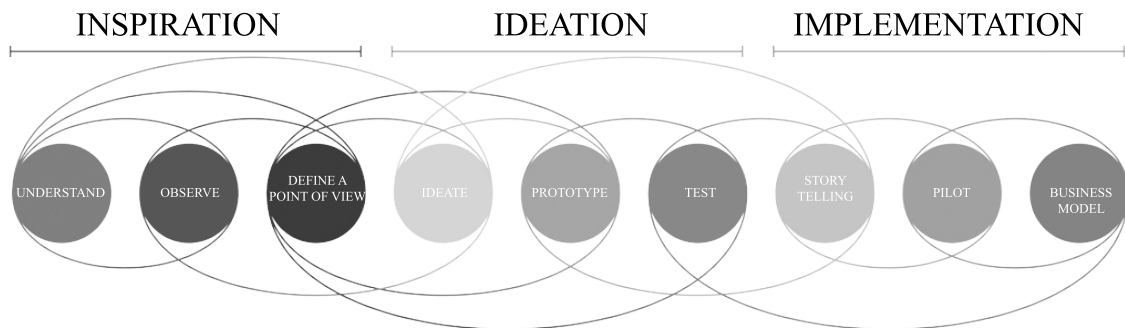 INSPIRATION
IDEATION
IMPLEMENTATION
UNDERSTAND
OBSERVE
DEFINE A
POINT OF VIEW
IDEATE
PROTOTYPE
TEST
STORY
TELLING
PILOT
BUSINESS
MODEL